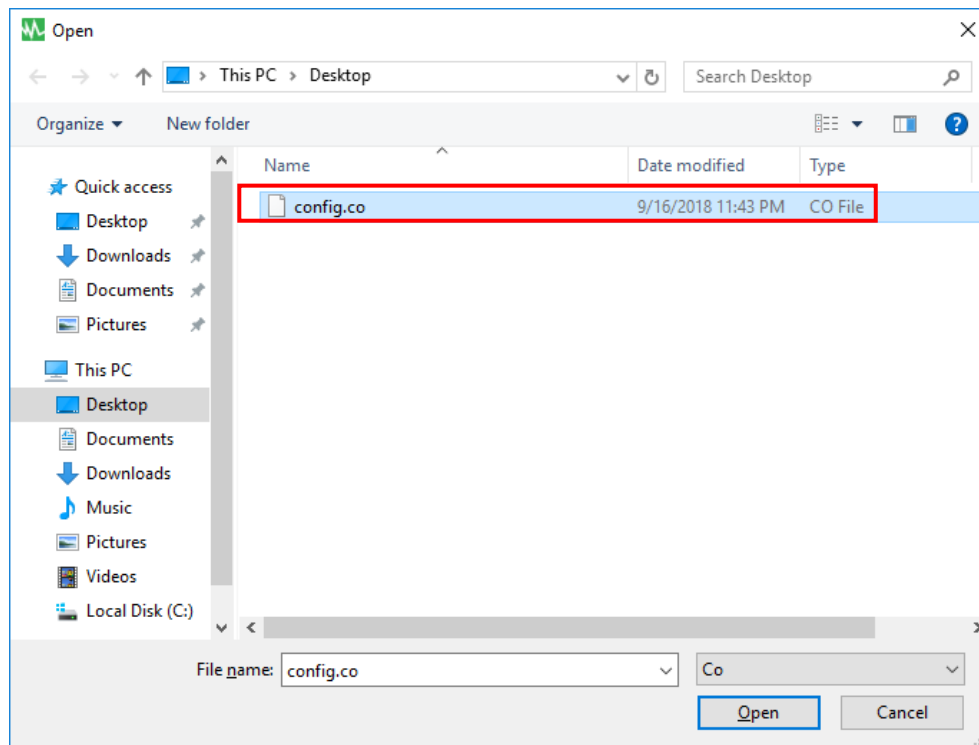 Open
This PC > Desktop
Search Desktop
Organize
New folder
Name
Date modified
Type
Quick access
Desktop
Downloads
Documents
Pictures
This PC
Desktop
Documents
Downloads
Music
Pictures
Videos
Local Disk (C:)
config.co 9/16/2018 11:43 PM CO File
File name: config.co
Co
Open
Cancel